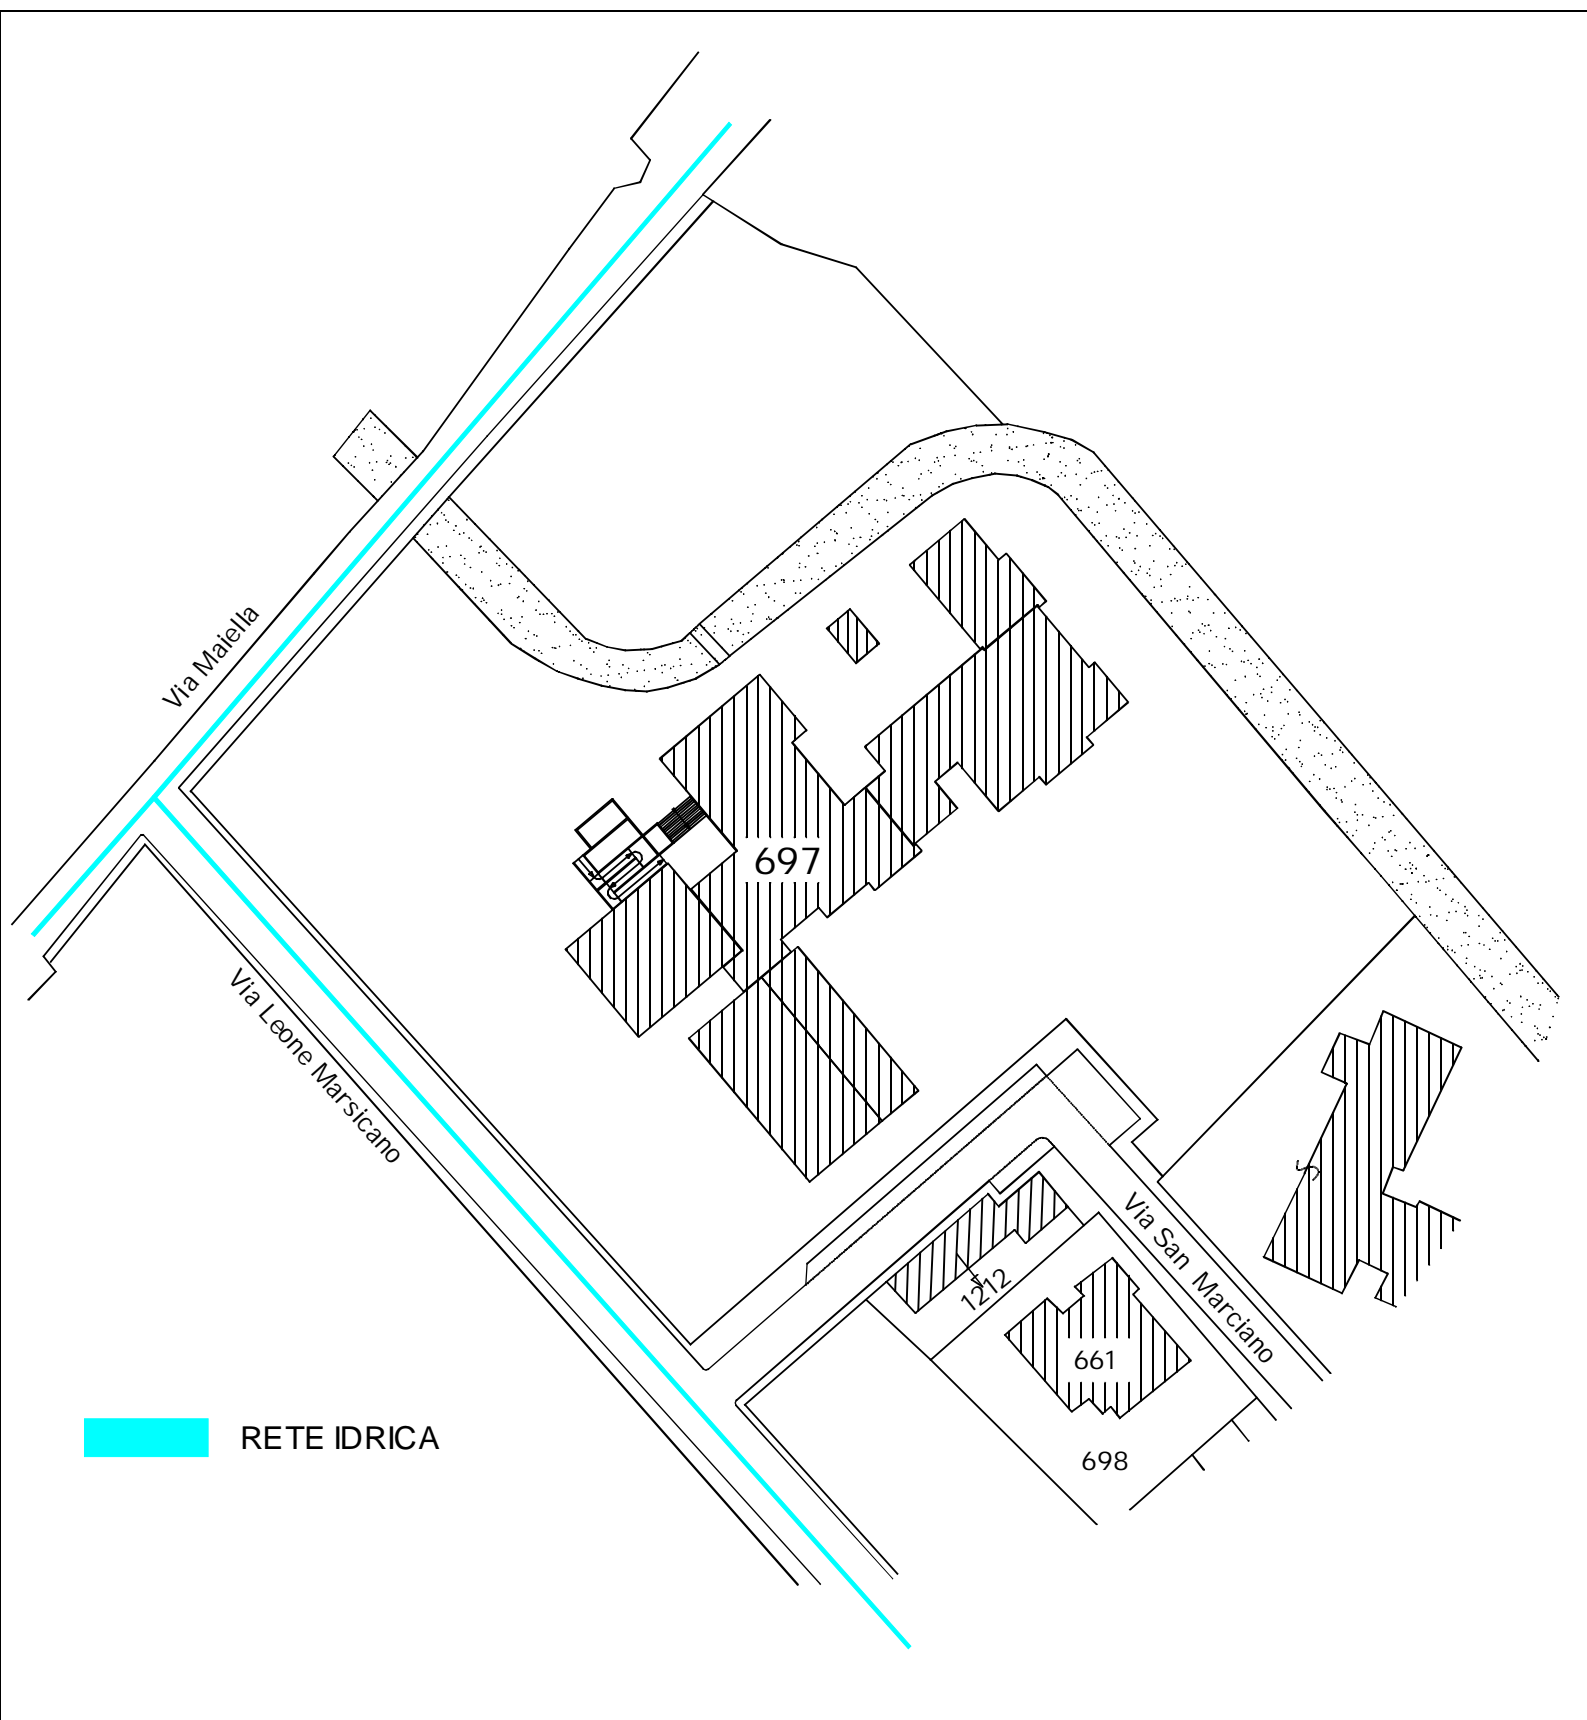 Via Maiella
697
Via Leone Marsicano
Via San Marciano
1212
661
RETE IDRICA
698